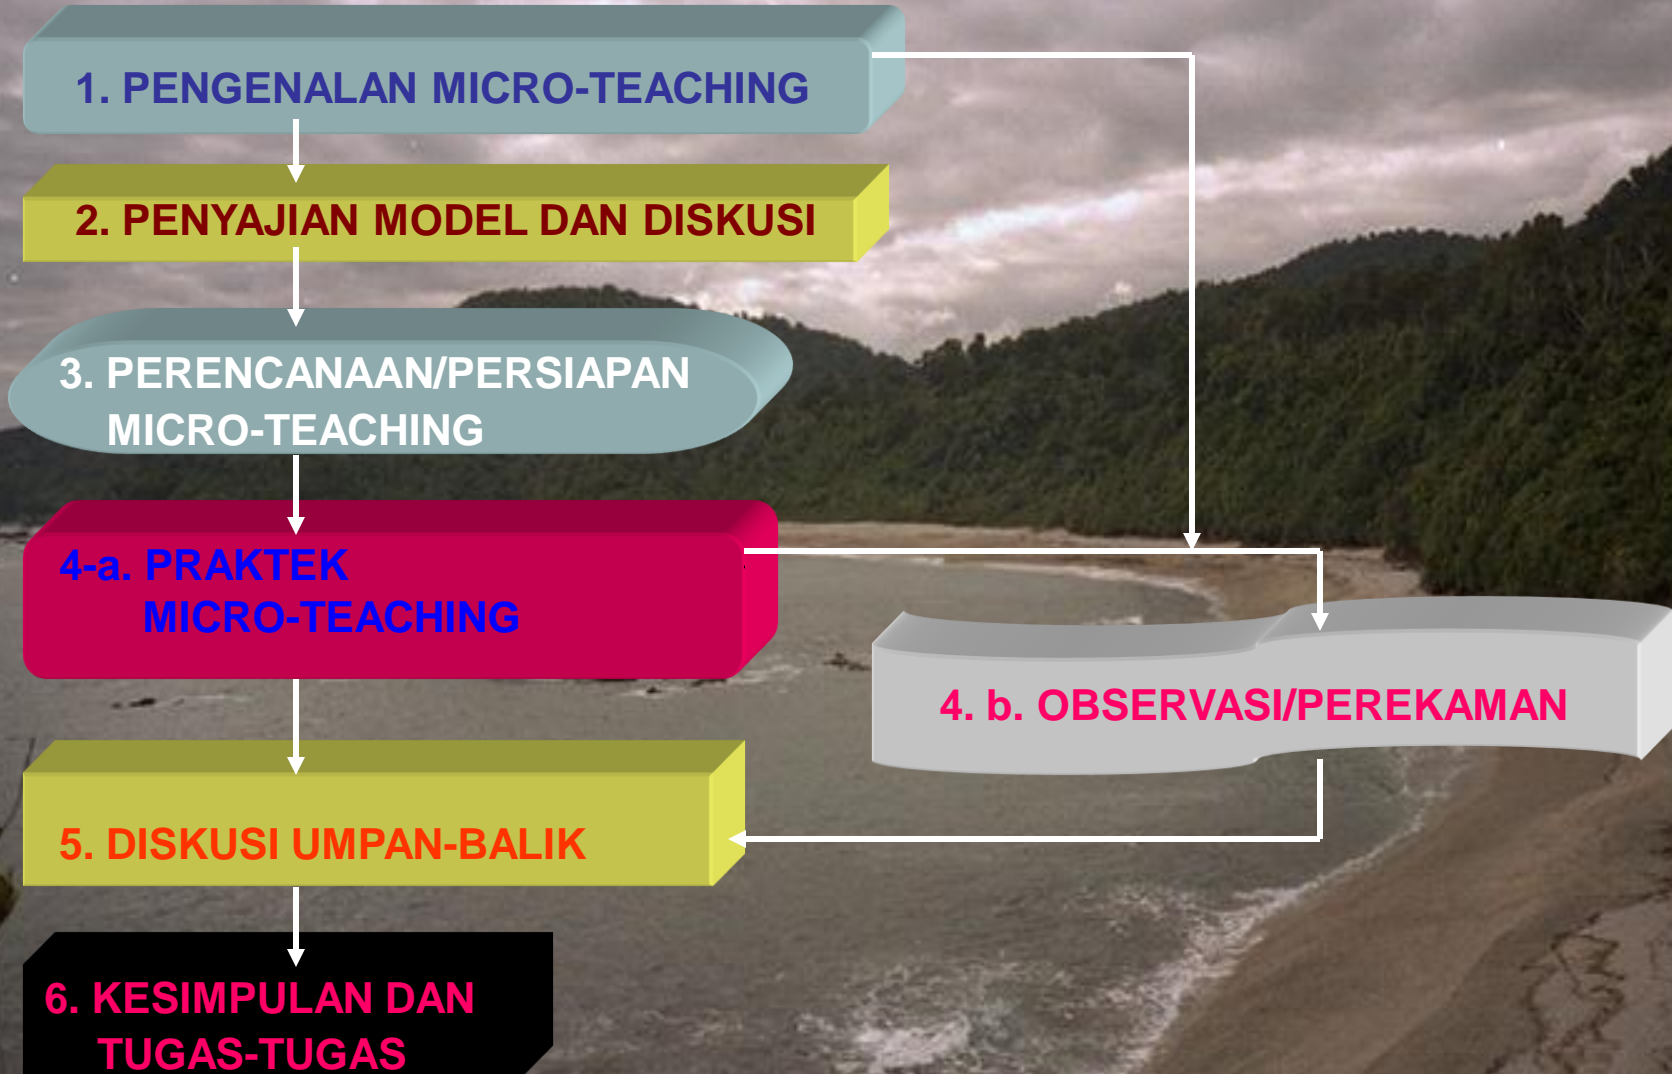 1. PENGENALAN MICRO-TEACHING
2. PENYAJIAN MODEL DAN DISKUSI
3. PERENCANAAN/PERSIAPAN
MICRO-TEACHING
4-a. PRAKTEK
MICRO-TEACHING
4. b. OBSERVASI/PEREKAMAN
5. DISKUSI UMPAN-BALIK
6. KESIMPULAN DAN
TUGAS-TUGAS